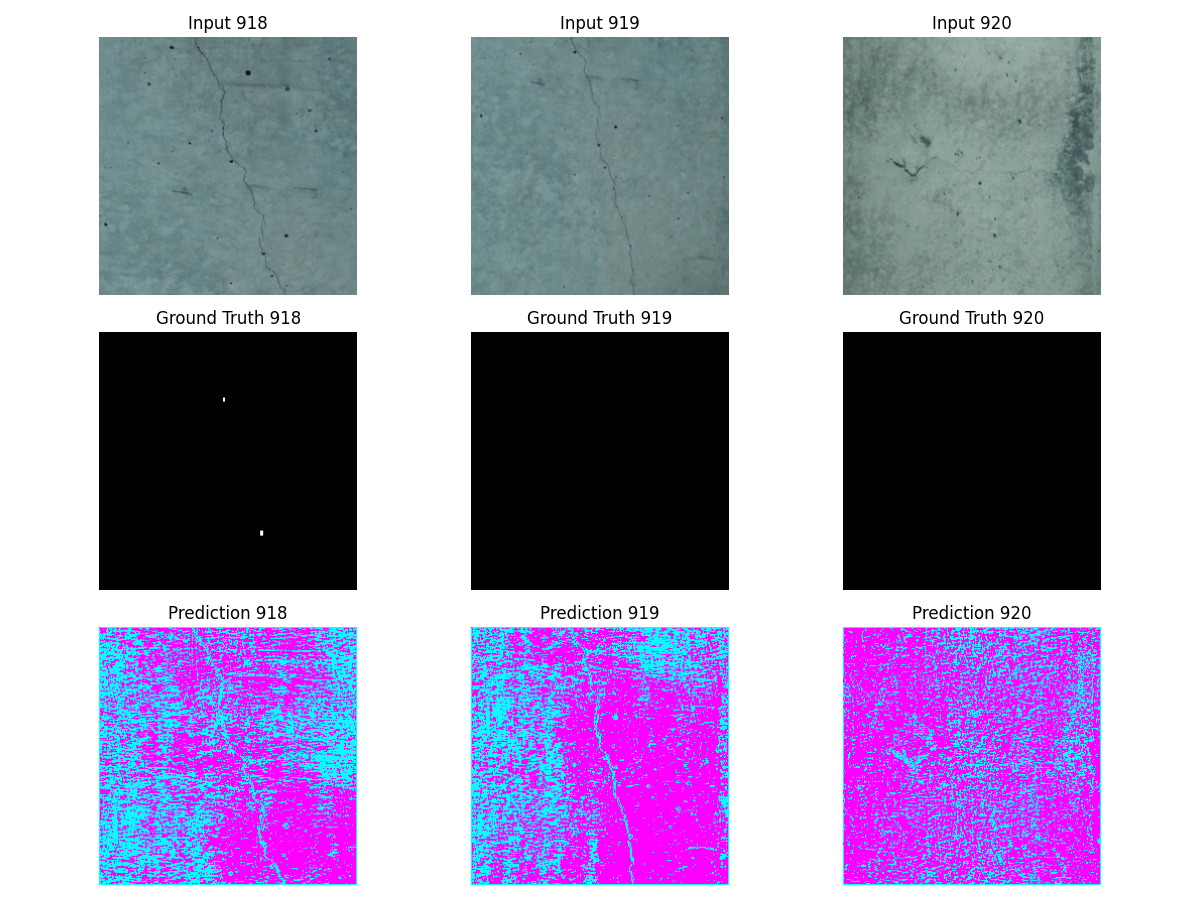 Input 918
Input 919
Input 920
Ground Truth 918
Ground Truth 919
Ground Truth 920
Prediction 918
Prediction 919
Prediction 920